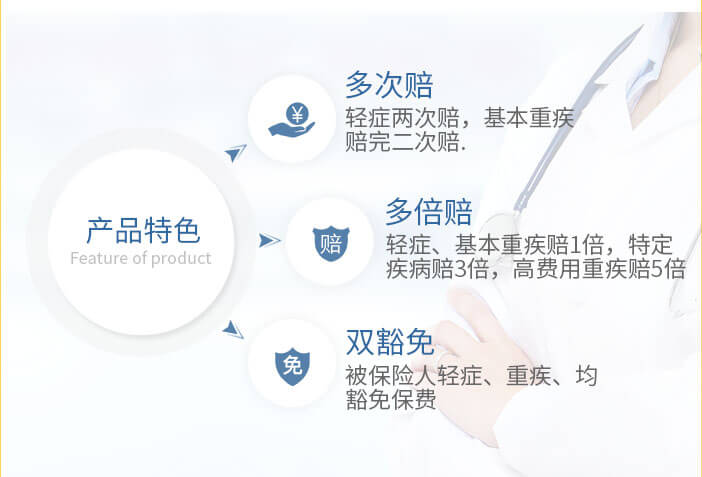 产品特色
Feature of product
¥
多次赔
轻症两次赔，基本重疾
赔完二次赔.
赔
多倍赔
轻症、基本重疾赔1倍，特定
疾病赔3倍，高费用重疾赔5倍
免
双豁免
被保险人轻症、重疾、均
豁免保费